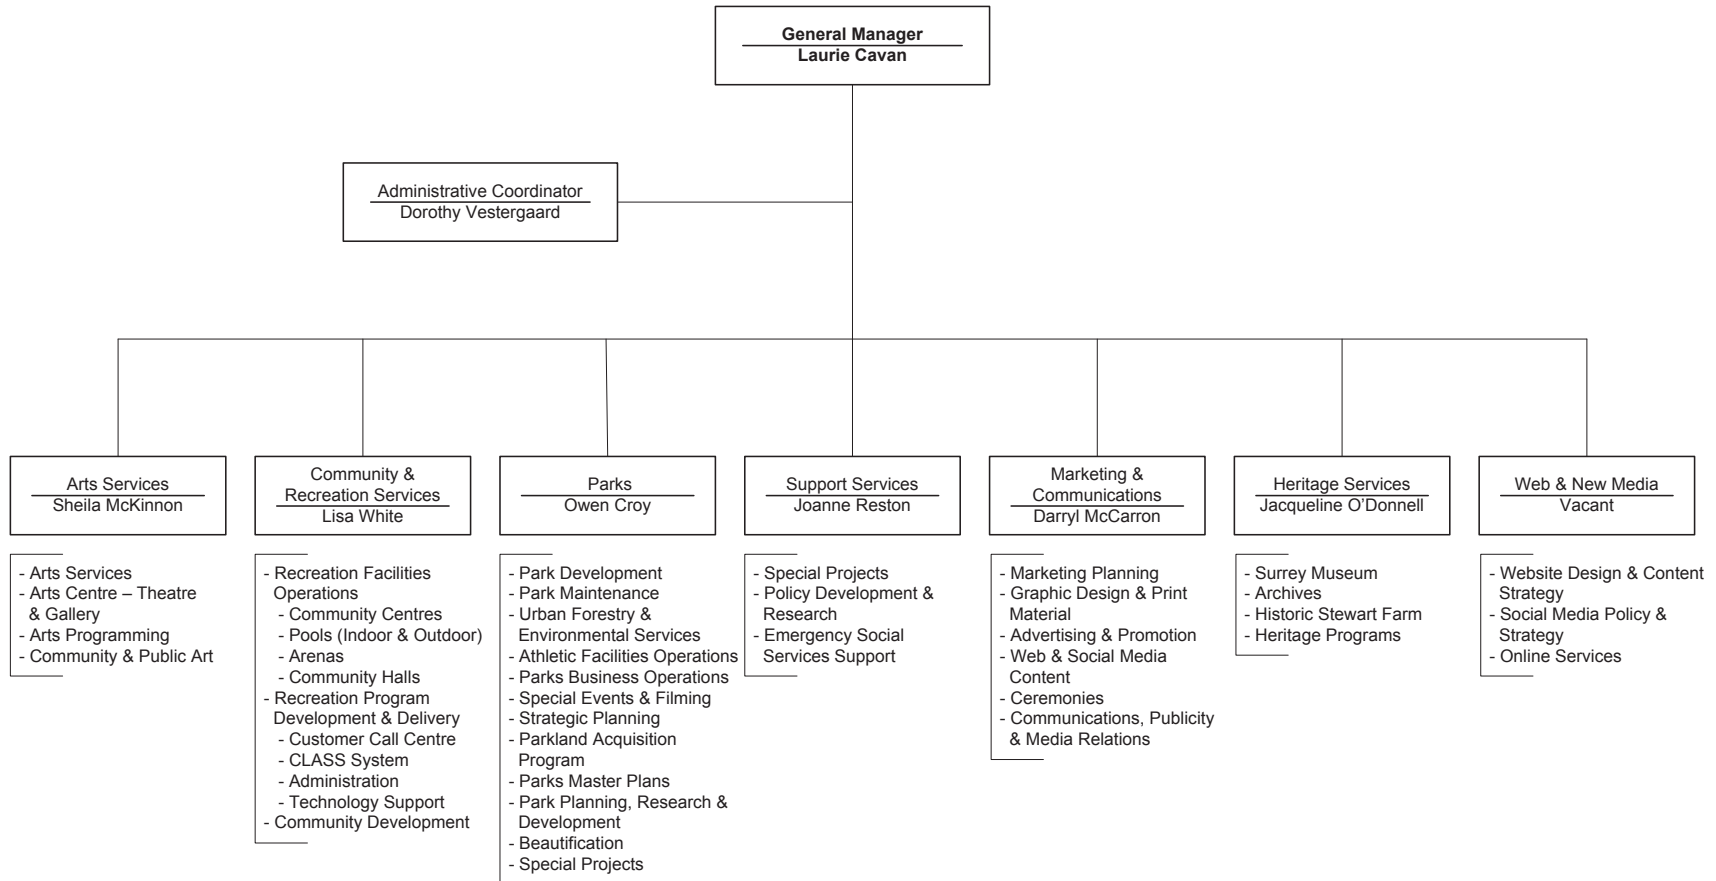 General Manager
Laurie Cavan
Administrative Coordinator
Dorothy Vestergaard
Arts Services
Sheila McKinnon
- Arts Services
- Arts Centre – Theatre
& Gallery
- Arts Programming
- Community & Public Art
Community &
Recreation Services
Lisa White
- Recreation Facilities
Operations
- Community Centres
- Pools (Indoor & Outdoor)
- Arenas
- Community Halls
- Recreation Program
Development & Delivery
- Customer Call Centre
- CLASS System
- Administration
- Technology Support
- Community Development
Parks
Owen Croy
- Park Development
- Park Maintenance
- Urban Forestry &
Environmental Services
- Athletic Facilities Operations
- Parks Business Operations
- Special Events & Filming
- Strategic Planning
- Parkland Acquisition
Program
- Parks Master Plans
- Park Planning, Research &
Development
- Beautification
- Special Projects
Support Services
Joanne Reston
- Special Projects
- Policy Development &
Research
- Emergency Social
Services Support
Marketing &
Communications
Darryl McCarron
- Marketing Planning
- Graphic Design & Print
Material
- Advertising & Promotion
- Web & Social Media
Content
- Ceremonies
- Communications, Publicity
& Media Relations
Heritage Services
Jacqueline O’Donnell
- Surrey Museum
- Archives
- Historic Stewart Farm
- Heritage Programs
Web & New Media
Vacant
- Website Design & Content
Strategy
- Social Media Policy &
Strategy
- Online Services